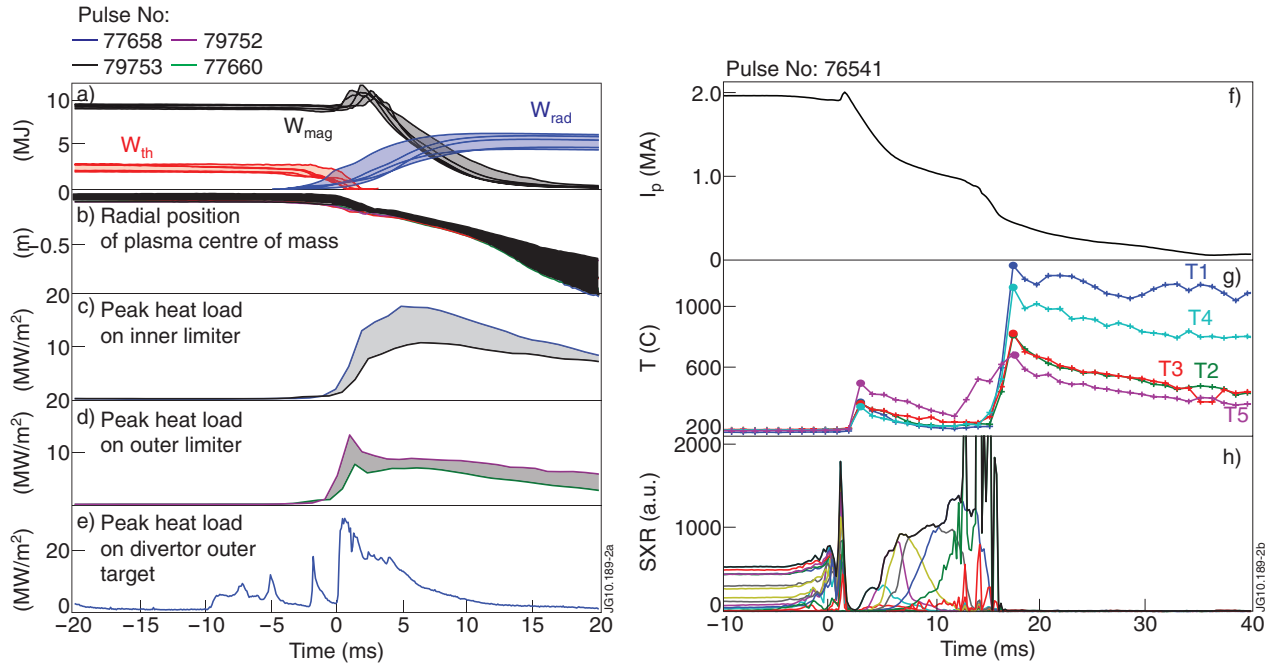 Pulse No:
77658 79752
79753 77660
a)
10
5
0
(MJ)
W_th
W_mag
W_rad
b) Radial position
of plasma centre of mass
(m)
−0.5
20
c) Peak heat load
on inner limiter
(MW/m²)
10
20
d) Peak heat load
on outer limiter
(MW/m²)
10
e) Peak heat load
on divertor outer
target
(MW/m²)
20
0
JG10.189-2a
−20 −15 −10 −5 0 5 10 15 20
Time (ms)
Pulse No: 76541
f)
2.0
1.0
0
I_p (MA)
g)
1000
600
200
T (C)
T1
T4
T3 T2
T5
h)
2000
1000
0
SXR (a.u.)
JG10.189-2b
−10 0 10 20 30 40
Time (ms)